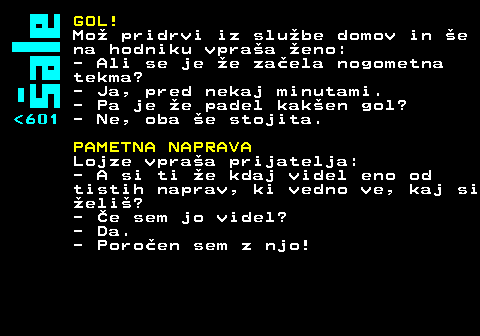 Šale
<601
GOL!
Mož pridrvi iz službe domov in še
na hodniku vpraša ženo:
- Ali se je že začela nogometna
tekma?
- Ja, pred nekaj minutami.
- Pa je že padel kakšen gol?
- Ne, oba še stojita.
PAMETNA NAPRAVA
Lojze vpraša prijatelja:
- A si ti že kdaj videl eno od
tistih naprav, ki vedno ve, kaj si
želiš?
- Če sem jo videl?
- Da.
- Poročen sem z njo!